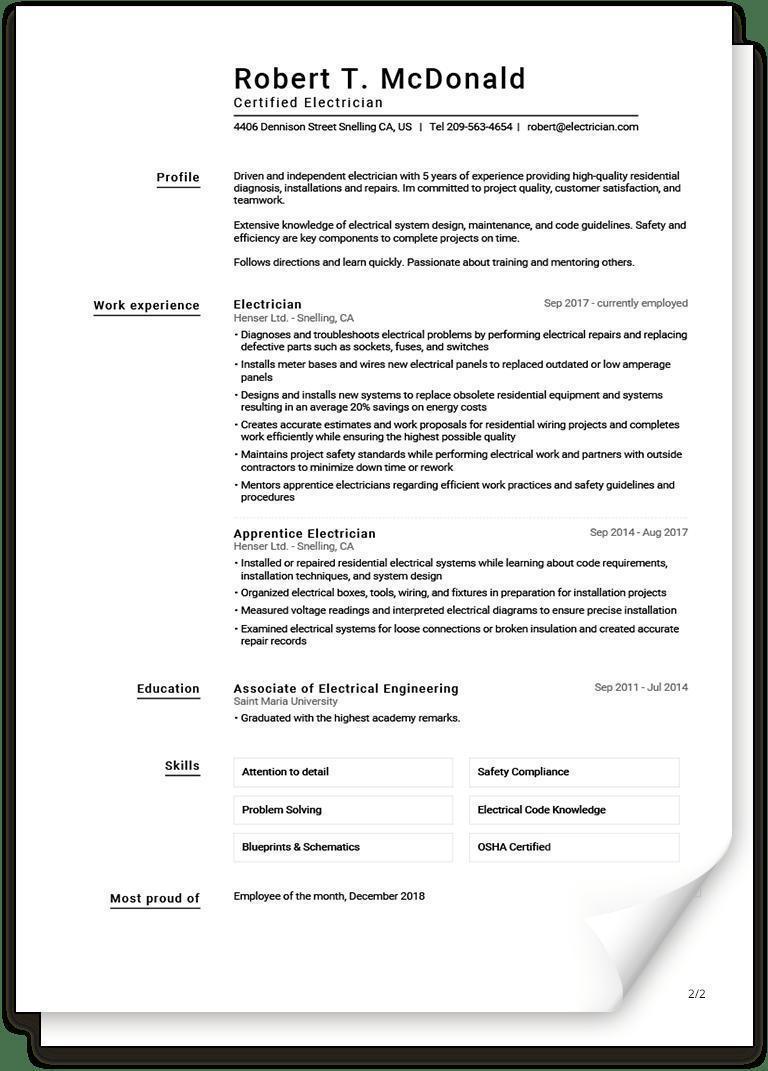 Robert T. McDonald
Certified Electrician
4406 Dennison Street Snelling CA, US | Tel 209-563-4654 | robert@electrician.com
Profile
Driven and independent electrician with 5 years of experience providing high-quality residential
diagnosis, installations and repairs. Im committed to project quality, customer satisfaction, and
teamwork.
Extensive knowledge of electrical system design, maintenance, and code guidelines. Safety and
efficiency are key components to complete projects on time.
Follows directions and learn quickly. Passionate about training and mentoring others.
Work experience
Electrician Sep 2017 - currently employed
Henser Ltd. - Snelling, CA
• Diagnoses and troubleshoots electrical problems by performing electrical repairs and replacing
defective parts such as sockets, fuses, and switches
• Installs meter bases and wires new electrical panels to replaced outdated or low amperage
panels
• Designs and installs new systems to replace obsolete residential equipment and systems
resulting in an average 20% savings on energy costs
• Creates accurate estimates and work proposals for residential wiring projects and completes
work efficiently while ensuring the highest possible quality
• Maintains project safety standards while performing electrical work and partners with outside
contractors to minimize down time or rework
• Mentors apprentice electricians regarding efficient work practices and safety guidelines and
procedures
Apprentice Electrician Sep 2014 - Aug 2017
Henser Ltd. - Snelling, CA
• Installed or repaired residential electrical systems while learning about code requirements,
installation techniques, and system design
• Organized electrical boxes, tools, wiring, and fixtures in preparation for installation projects
• Measured voltage readings and interpreted electrical diagrams to ensure precise installation
• Examined electrical systems for loose connections or broken insulation and created accurate
repair records
Education
Associate of Electrical Engineering Sep 2011 - Jul 2014
Saint Maria University
• Graduated with the highest academy remarks.
Skills
Attention to detail Safety Compliance
Problem Solving Electrical Code Knowledge
Blueprints & Schematics OSHA Certified
Most proud of
Employee of the month, December 2018
2/2